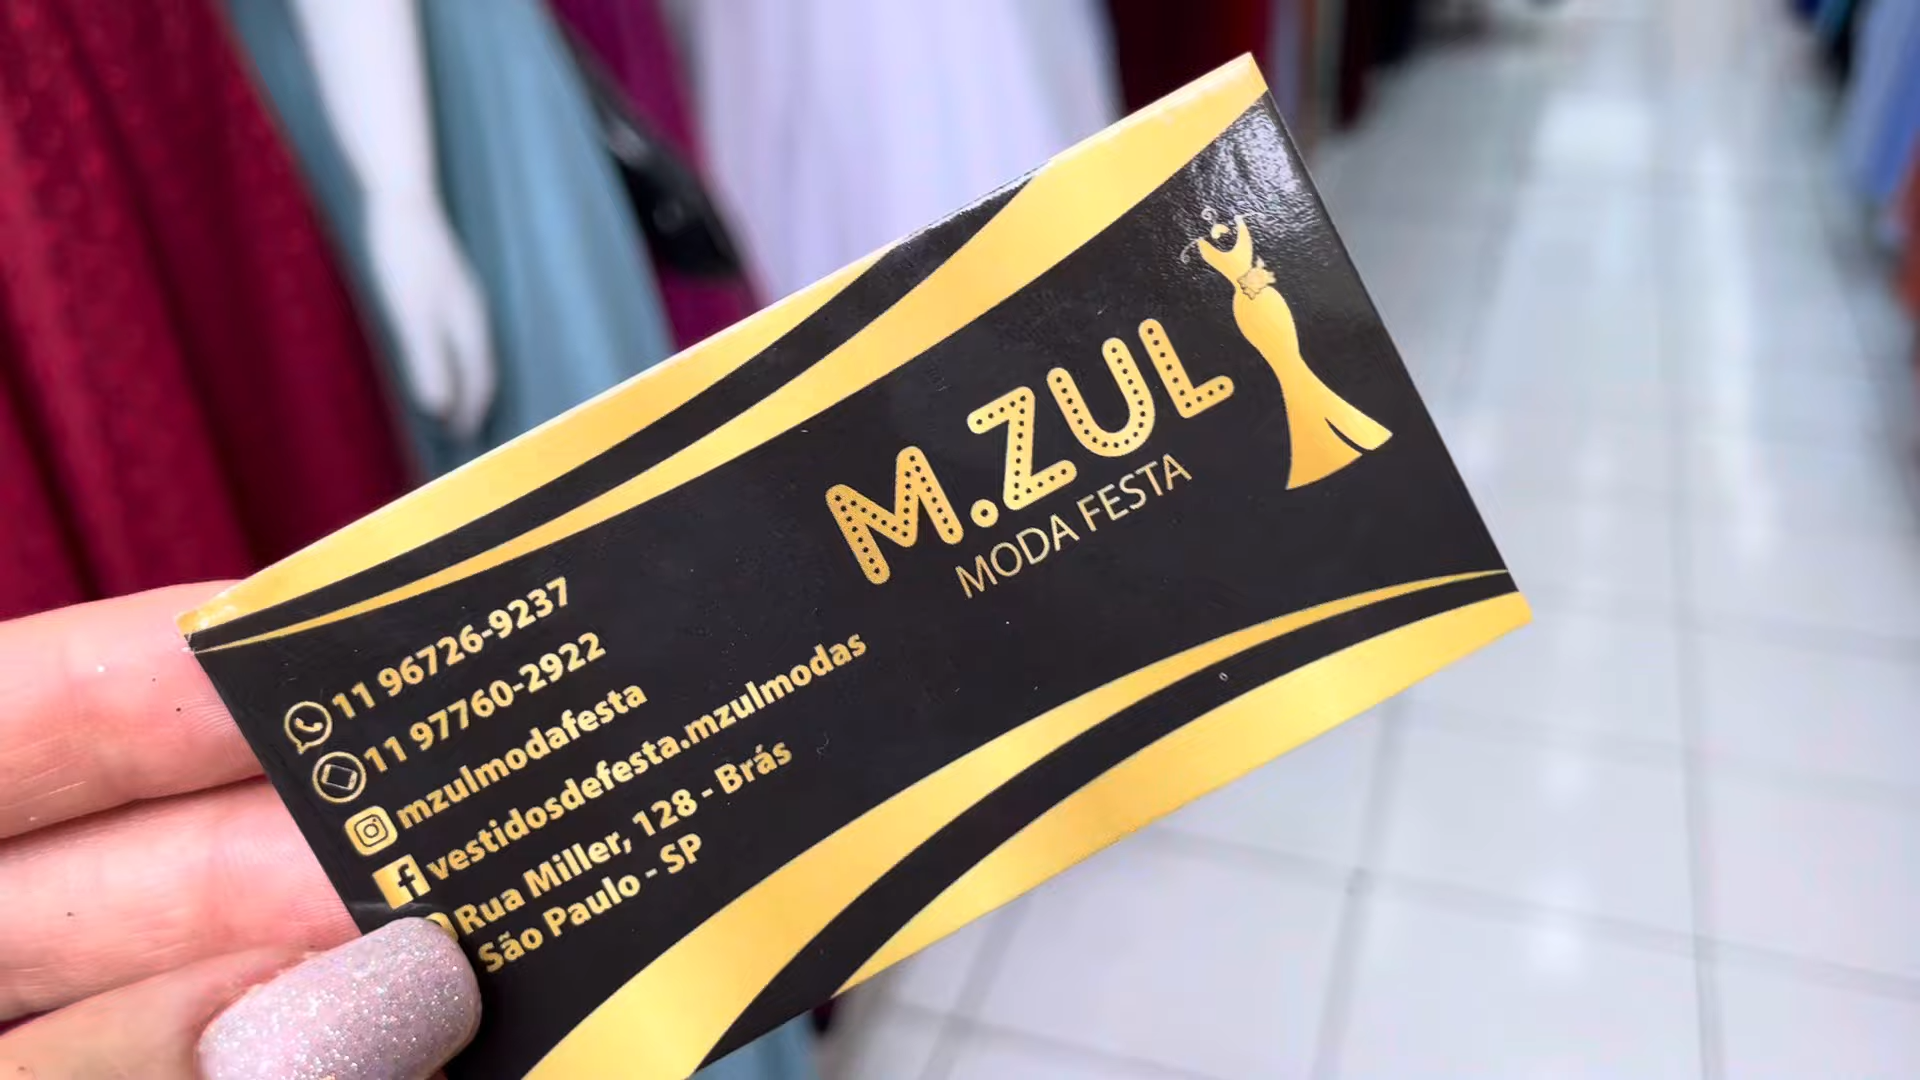 M.ZUL
MODA FESTA
11 96726-9237
11 97760-2922
mzulmodafesta
vestidosdefesta.mzulmodas
Rua Miller, 128 - Brás
São Paulo - SP